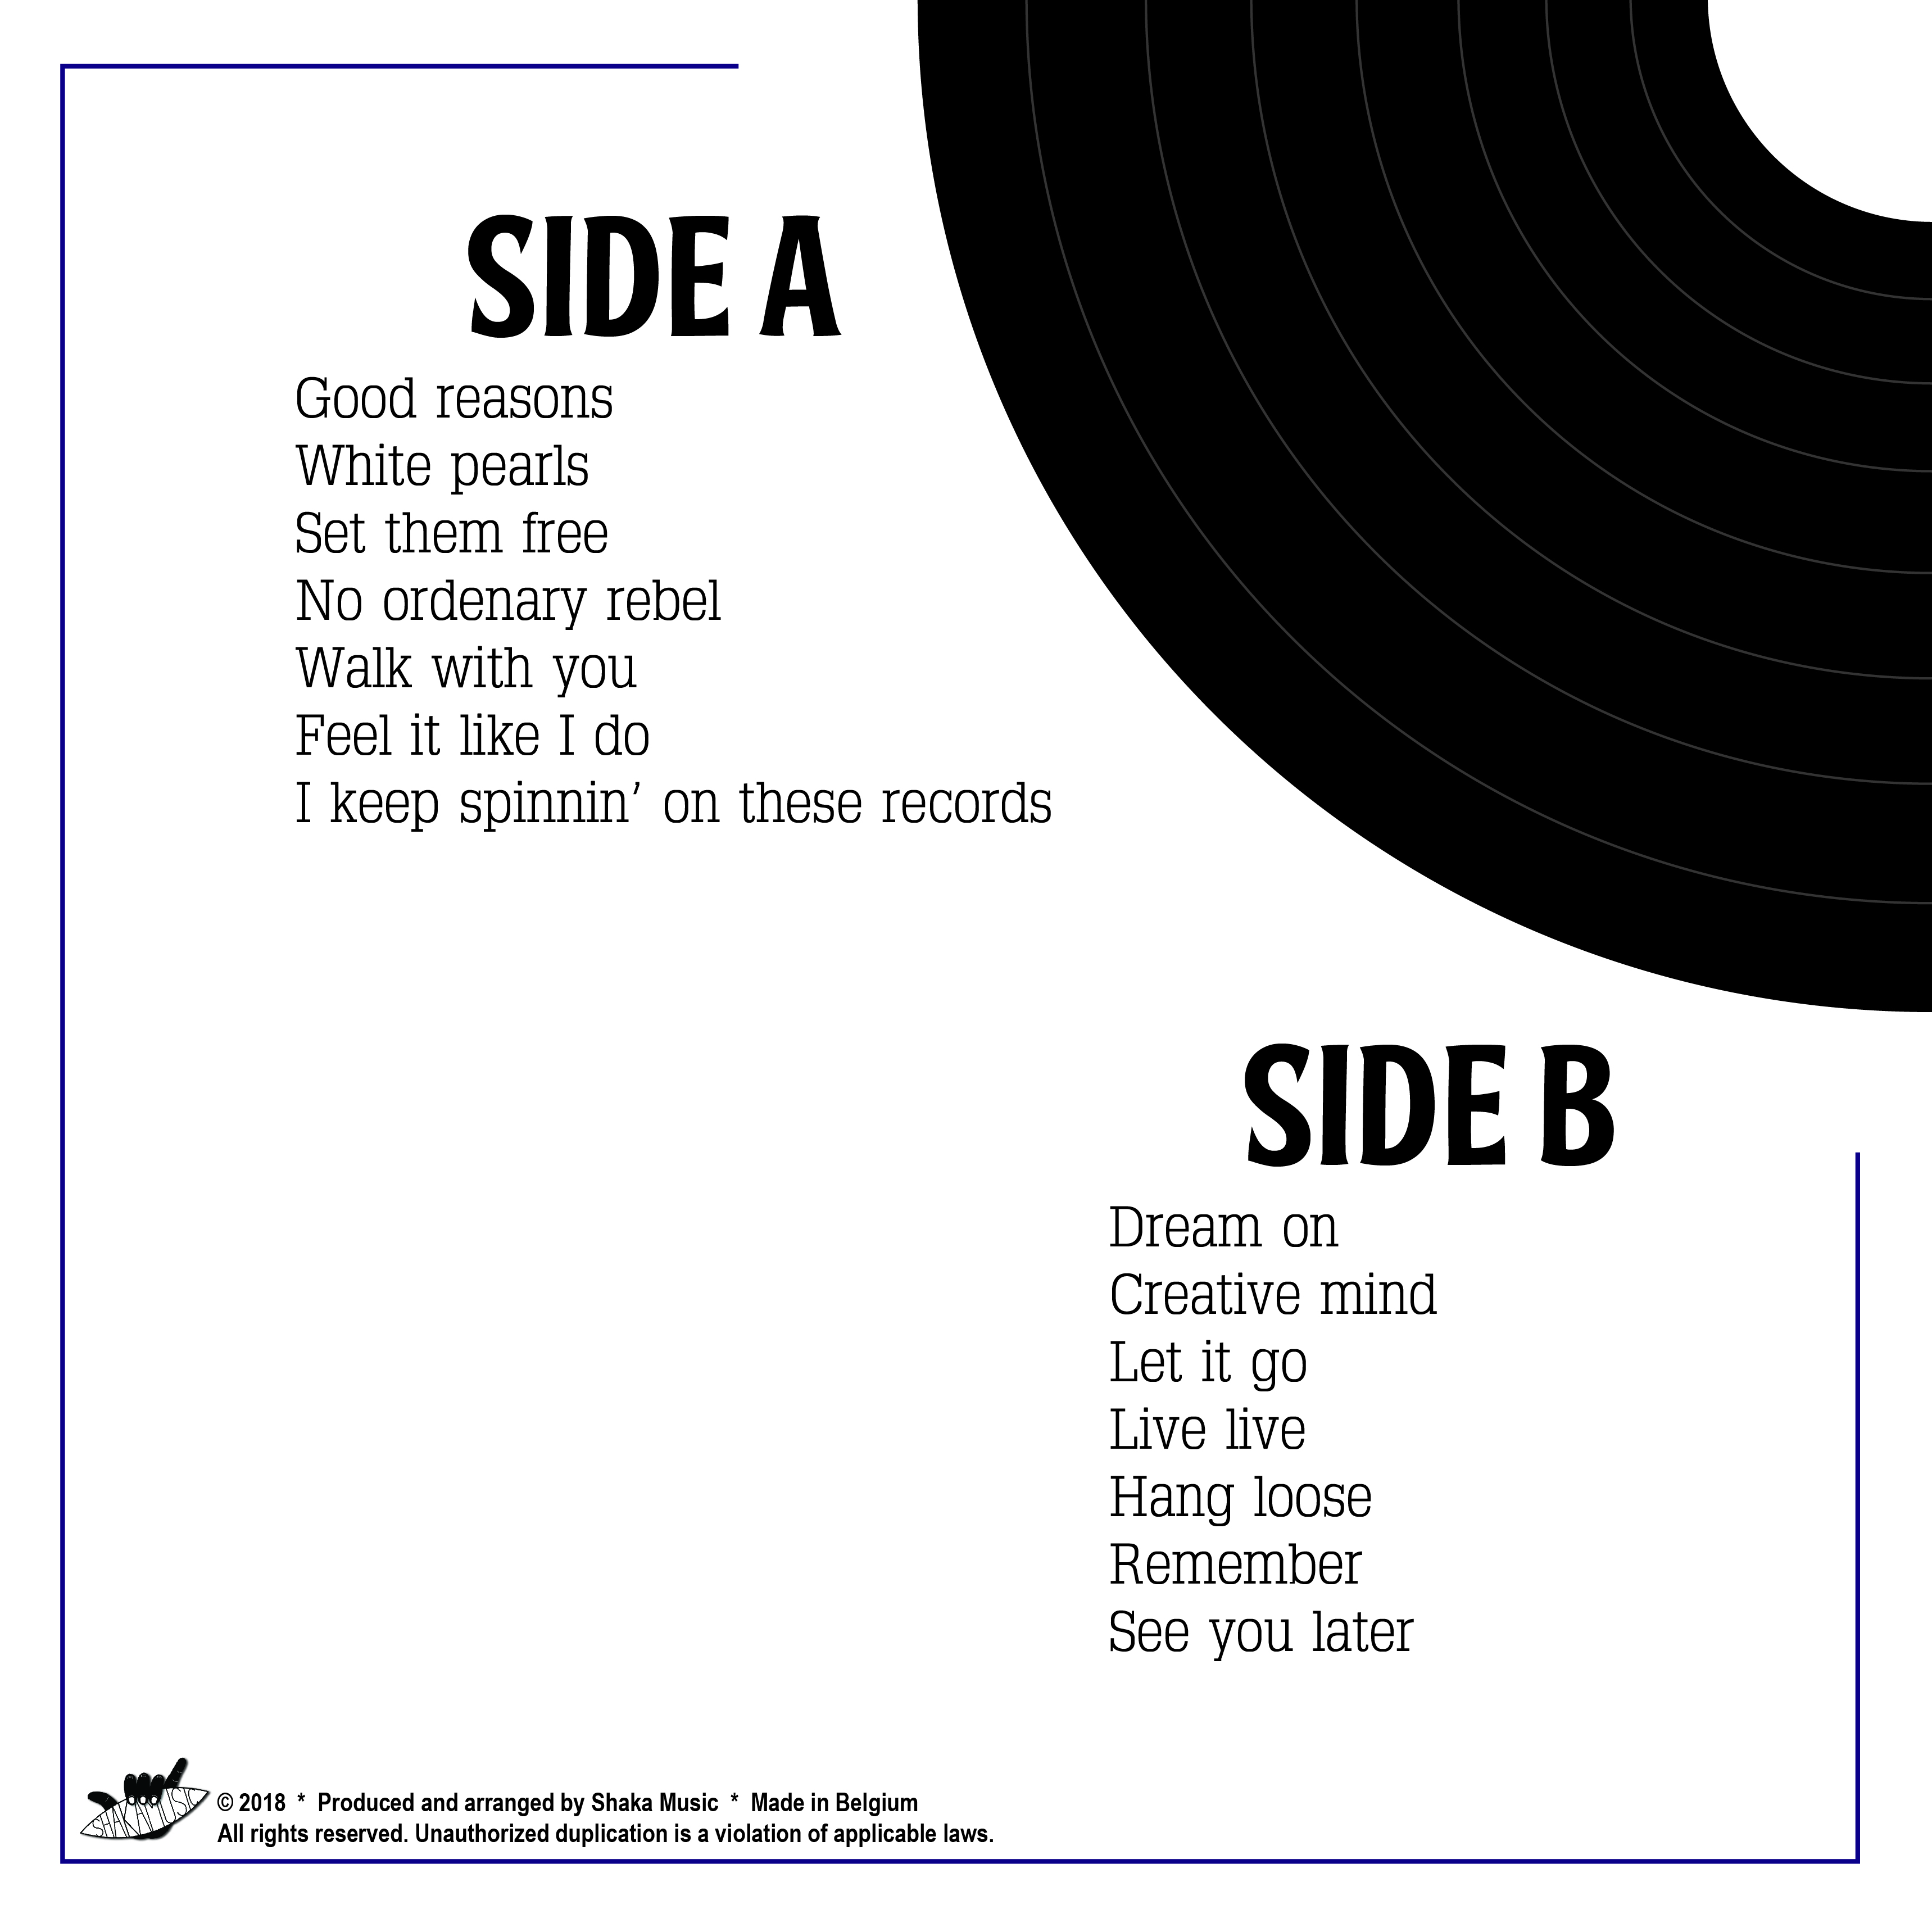 SIDE A
Good reasons
White pearls
Set them free
No ordenary rebel
Walk with you
Feel it like I do
I keep spinnin’ on these records
SIDE B
Dream on
Creative mind
Let it go
Live live
Hang loose
Remember
See you later
SHAKA MUSIC
© 2018 * Produced and arranged by Shaka Music * Made in Belgium
All rights reserved. Unauthorized duplication is a violation of applicable laws.